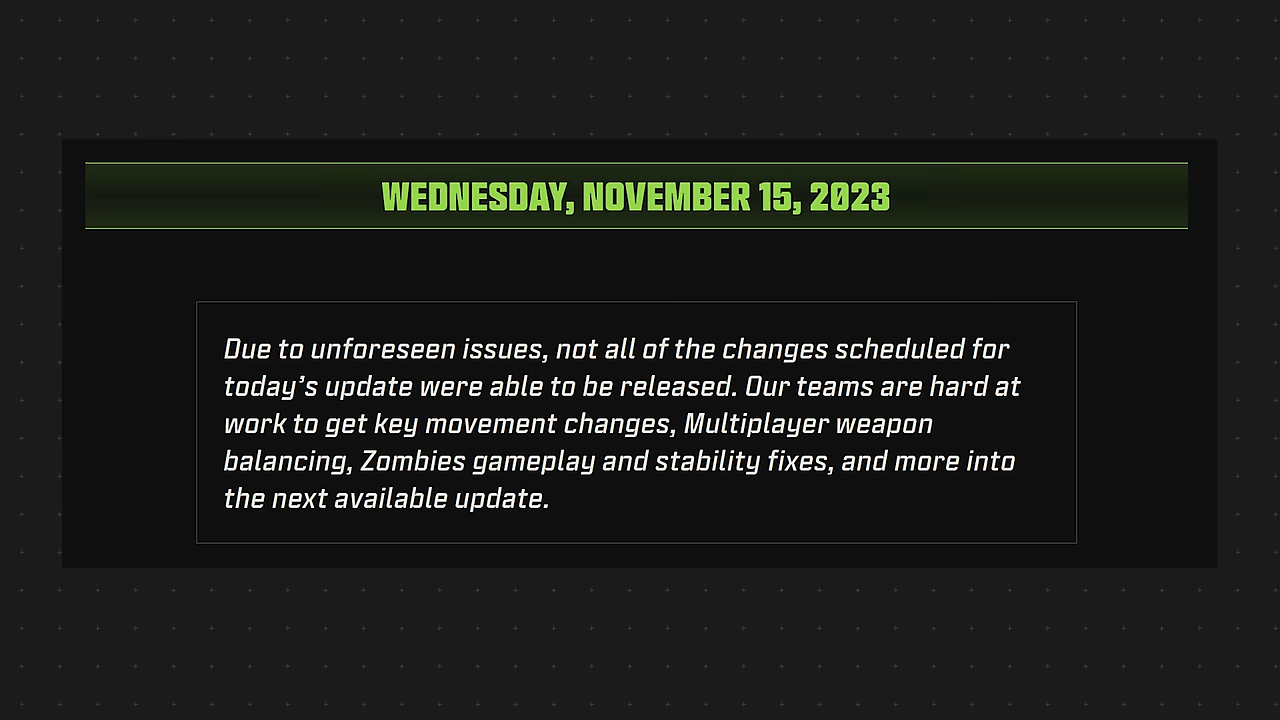 WEDNESDAY, NOVEMBER 15, 2023
Due to unforeseen issues, not all of the changes scheduled for
today’s update were able to be released. Our teams are hard at
work to get key movement changes, Multiplayer weapon
balancing, Zombies gameplay and stability fixes, and more into
the next available update.